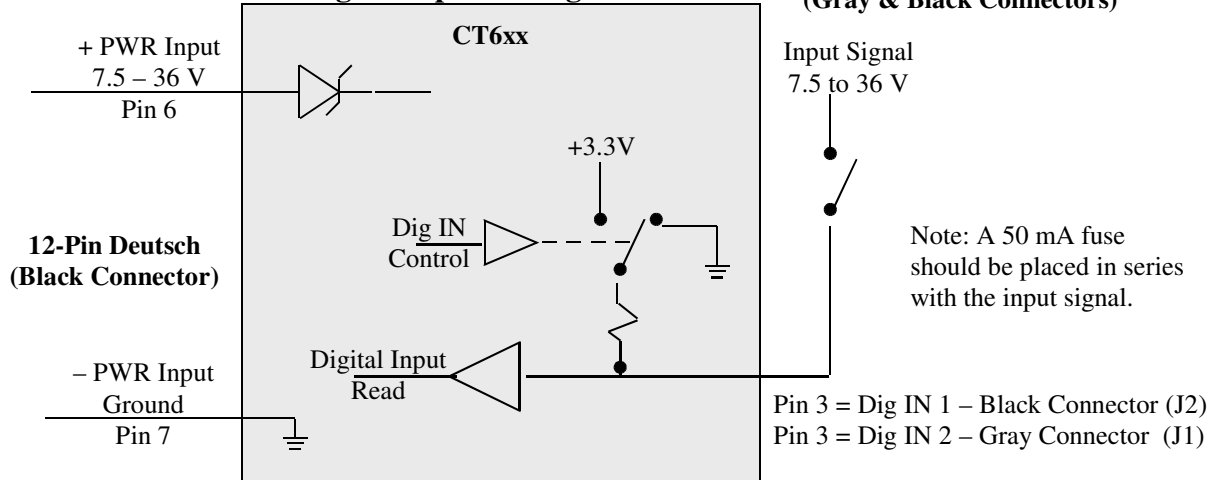 (Gray & Black Connectors)
CT6xx
+ PWR Input
7.5 – 36 V
Pin 6
Input Signal
7.5 to 36 V
+3.3V
Dig IN
Control
12-Pin Deutsch
(Black Connector)
Note: A 50 mA fuse
should be placed in series
with the input signal.
Digital Input
Read
– PWR Input
Ground
Pin 7
Pin 3 = Dig IN 1 – Black Connector (J2)
Pin 3 = Dig IN 2 – Gray Connector (J1)